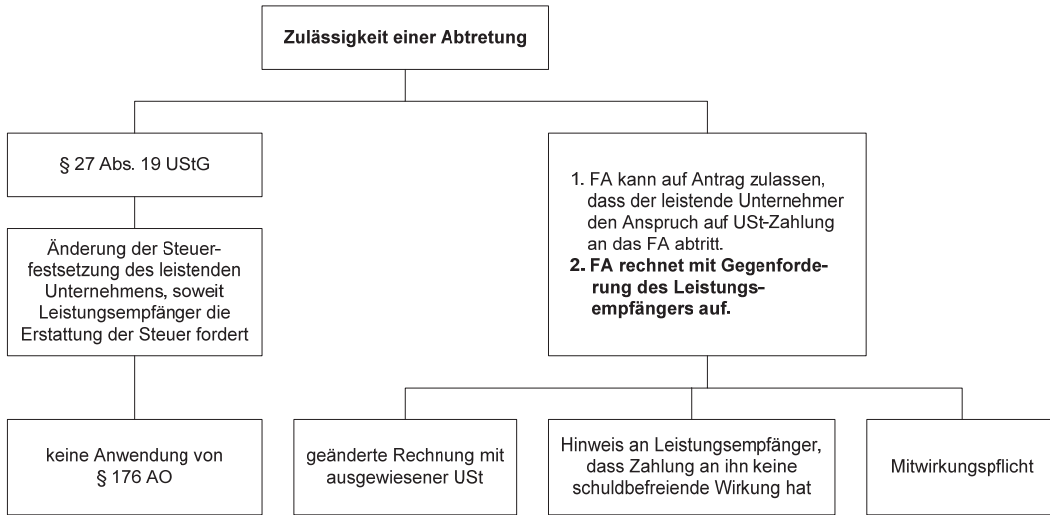 Zulässigkeit einer Abtretung
§ 27 Abs. 19 UStG
1. FA kann auf Antrag zulassen,
dass der leistende Unternehmer
den Anspruch auf USt-Zahlung
an das FA abtritt.
2. FA rechnet mit Gegenforde-
rung des Leistungs-
empfängers auf.
Änderung der Steuer-
festsetzung des leistenden
Unternehmens, soweit
Leistungsempfänger die
Erstattung der Steuer fordert
keine Anwendung von
§ 176 AO
geänderte Rechnung mit
ausgewiesener USt
Hinweis an Leistungsempfänger,
dass Zahlung an ihn keine
schuldbefreiende Wirkung hat
Mitwirkungspflicht